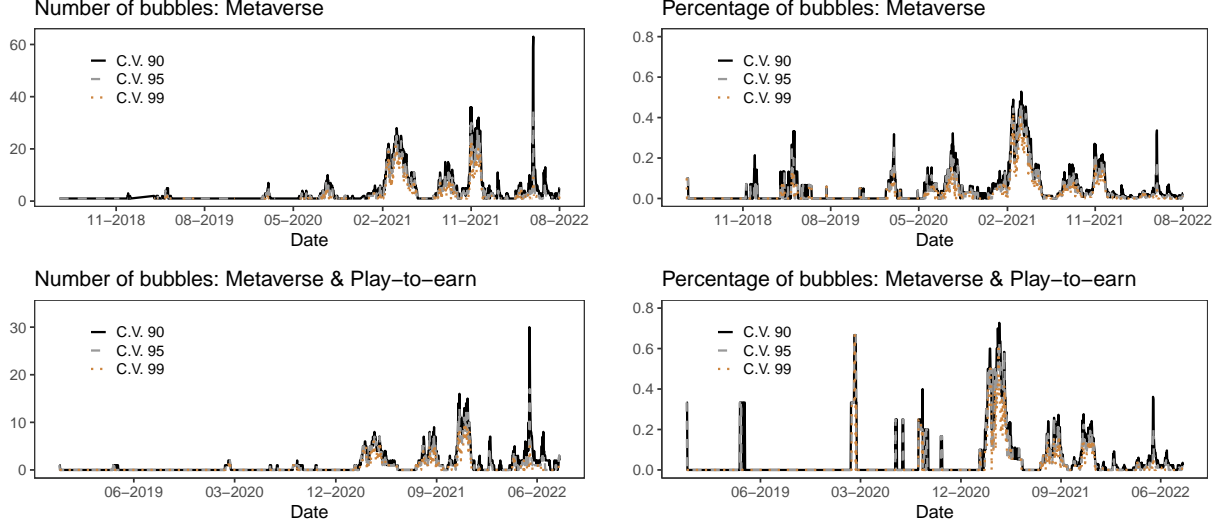 Number of bubbles: Metaverse
60
40
20
0
C.V. 90
C.V. 95
C.V. 99
11−2018 08−2019 05−2020 02−2021 11−2021 08−2022
Date
Percentage of bubbles: Metaverse
0.8
0.6
0.4
0.2
0.0
C.V. 90
C.V. 95
C.V. 99
11−2018 08−2019 05−2020 02−2021 11−2021 08−2022
Date
Number of bubbles: Metaverse & Play−to−earn
30
20
10
0
C.V. 90
C.V. 95
C.V. 99
06−2019 03−2020 12−2020 09−2021 06−2022
Date
Percentage of bubbles: Metaverse & Play−to−earn
0.8
0.6
0.4
0.2
0.0
C.V. 90
C.V. 95
C.V. 99
06−2019 03−2020 12−2020 09−2021 06−2022
Date